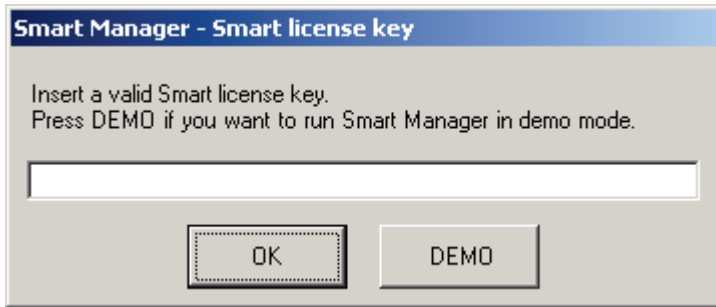 Smart Manager - Smart license key
Insert a valid Smart license key.
Press DEMO if you want to run Smart Manager in demo mode.
OK
DEMO